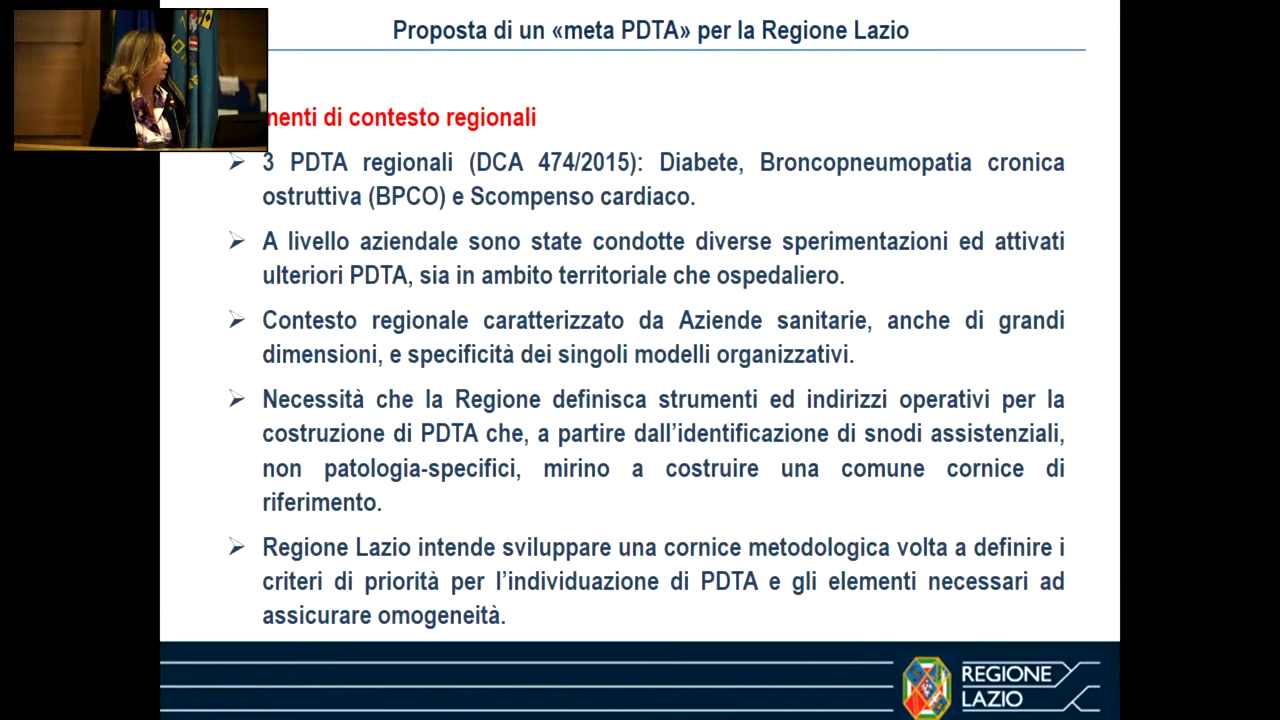 Proposta di un «meta PDTA» per la Regione Lazio
menti di contesto regionali
3 PDTA regionali (DCA 474/2015): Diabete, Broncopneumopatia cronica
ostruttiva (BPCO) e Scompenso cardiaco.
A livello aziendale sono state condotte diverse sperimentazioni ed attivati
ulteriori PDTA, sia in ambito territoriale che ospedaliero.
Contesto regionale caratterizzato da Aziende sanitarie, anche di grandi
dimensioni, e specificità dei singoli modelli organizzativi.
Necessità che la Regione definisca strumenti ed indirizzi operativi per la
costruzione di PDTA che, a partire dall’identificazione di snodi assistenziali,
non patologia-specifici, mirino a costruire una comune cornice di
riferimento.
Regione Lazio intende sviluppare una cornice metodologica volta a definire i
criteri di priorità per l’individuazione di PDTA e gli elementi necessari ad
assicurare omogeneità.
REGIONE
LAZIO